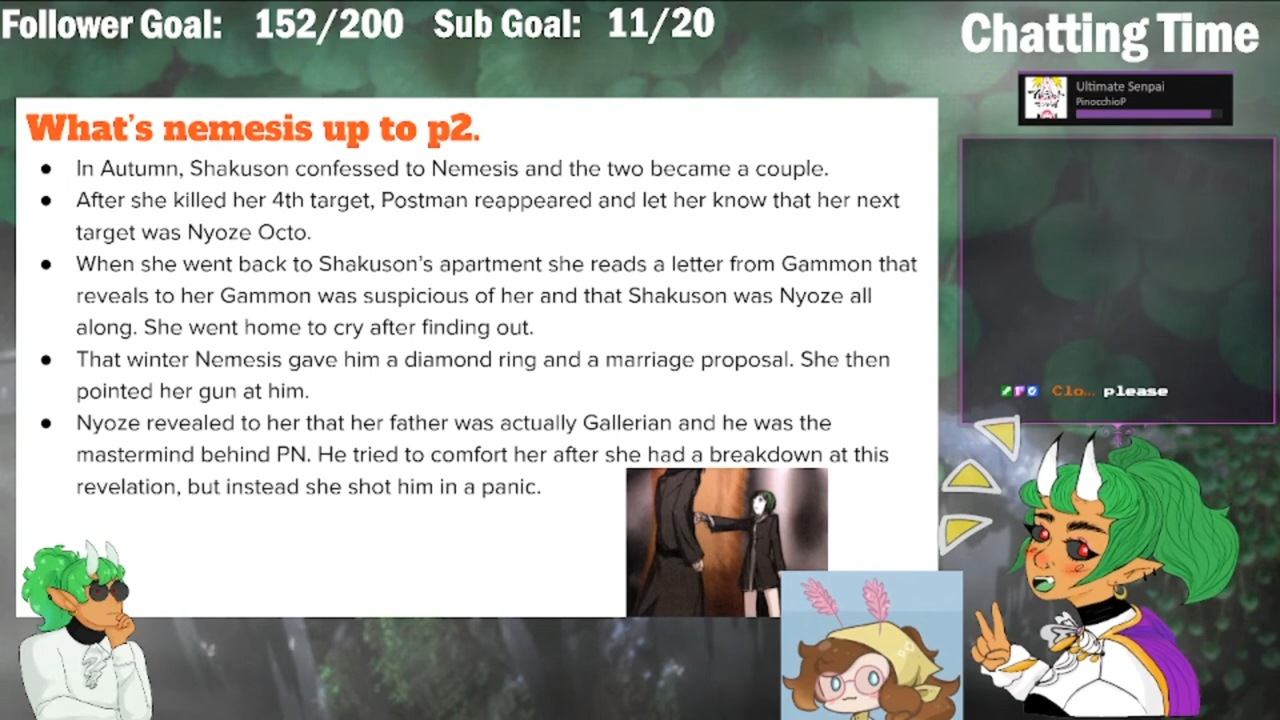 Follower Goal: 152/200 Sub Goal: 11/20
Chatting Time
Ultimate Senpai
PinocchioP
What's nemesis up to p2.
● In Autumn, Shakuson confessed to Nemesis and the two became a couple.
● After she killed her 4th target, Postman reappeared and let her know that her next
target was Nyoze Octo.
● When she went back to Shakuson's apartment she reads a letter from Gammon that
reveals to her Gammon was suspicious of her and that Shakuson was Nyoze all
along. She went home to cry after finding out.
● That winter Nemesis gave him a diamond ring and a marriage proposal. She then
pointed her gun at him.
● Nyoze revealed to her that her father was actually Gallerian and he was the
mastermind behind PN. He tried to comfort her after she had a breakdown at this
revelation, but instead she shot him in a panic.
Clo... please